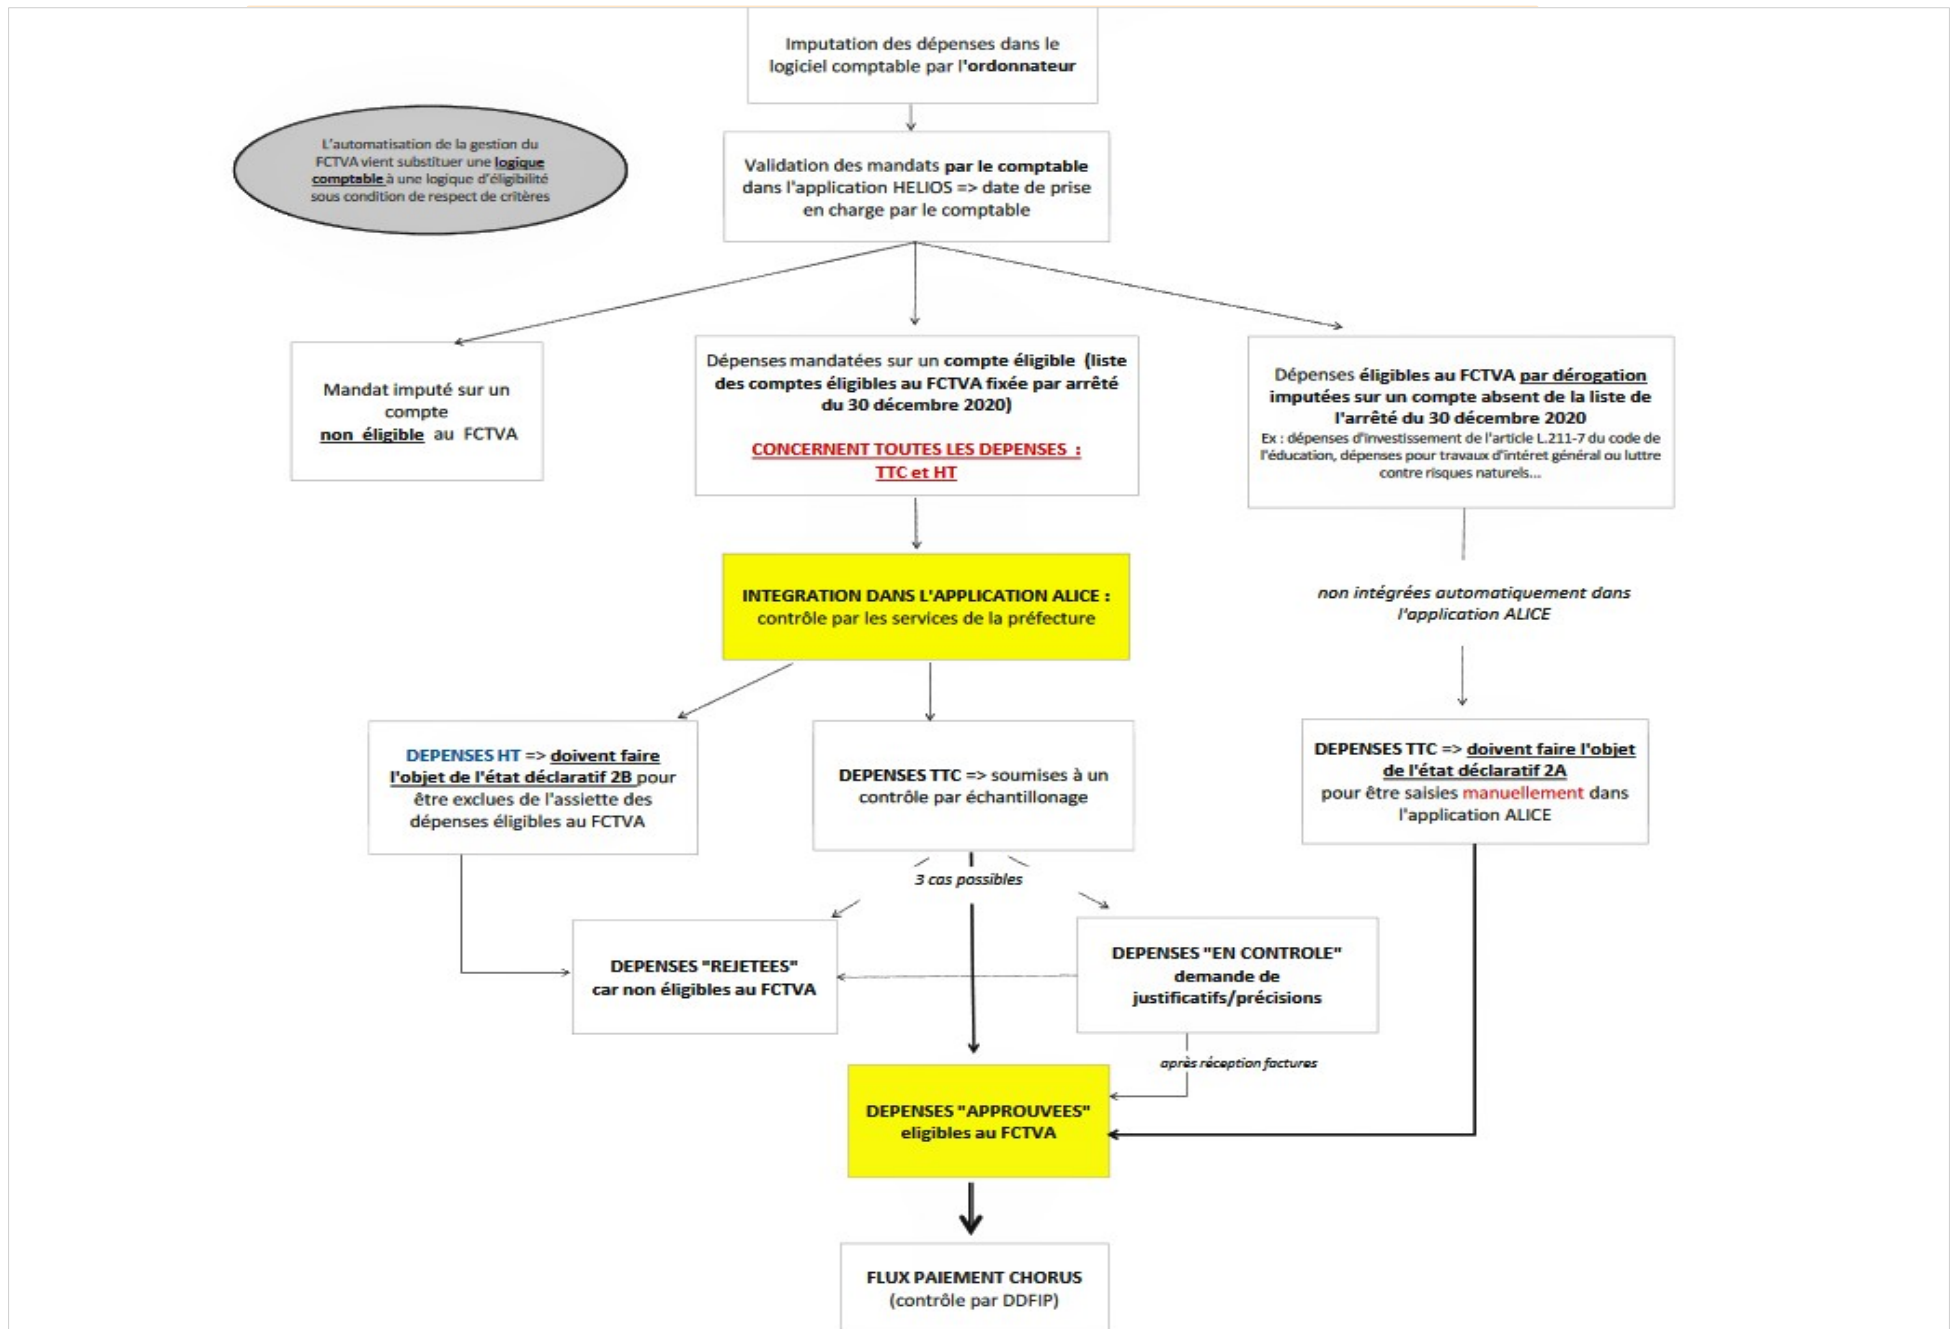 Imputation des dépenses dans le
logiciel comptable par l'ordonnateur
L'automatisation de la gestion du
FCTVA vient substituer une logique
comptable à une logique d'éligibilité
sous condition de respect de critères
Validation des mandats par le comptable
dans l'application HELIOS => date de prise
en charge par le comptable
Mandat imputé sur un
compte
non éligible au FCTVA
Dépenses mandatées sur un compte éligible (liste
des comptes éligibles au FCTVA fixée par arrêté
du 30 décembre 2020)
CONCERNENT TOUTES LES DEPENSES :
TTC et HT
Dépenses éligibles au FCTVA par dérogation
imputées sur un compte absent de la liste de
l'arrêté du 30 décembre 2020
Ex : dépenses d'investissement de l'article L.211-7 du code de
l'éducation, dépenses pour travaux d'intéret général ou luttre
contre risques naturels...
INTEGRATION DANS L'APPLICATION ALICE :
contrôle par les services de la préfecture
non intégrées automatiquement dans
l'application ALICE
DEPENSES HT => doivent faire
l'objet de l'état déclaratif 2B pour
être exclues de l'assiette des
dépenses éligibles au FCTVA
DEPENSES TTC => soumises à un
contrôle par échantillonage
DEPENSES TTC => doivent faire l'objet
de l'état déclaratif 2A
pour être saisies manuellement dans
l'application ALICE
3 cas possibles
DEPENSES "REJETEES"
car non éligibles au FCTVA
DEPENSES "EN CONTROLE"
demande de
justificatifs/précisions
après réception factures
DEPENSES "APPROUVEES"
eligibles au FCTVA
FLUX PAIEMENT CHORUS
(contrôle par DDFIP)